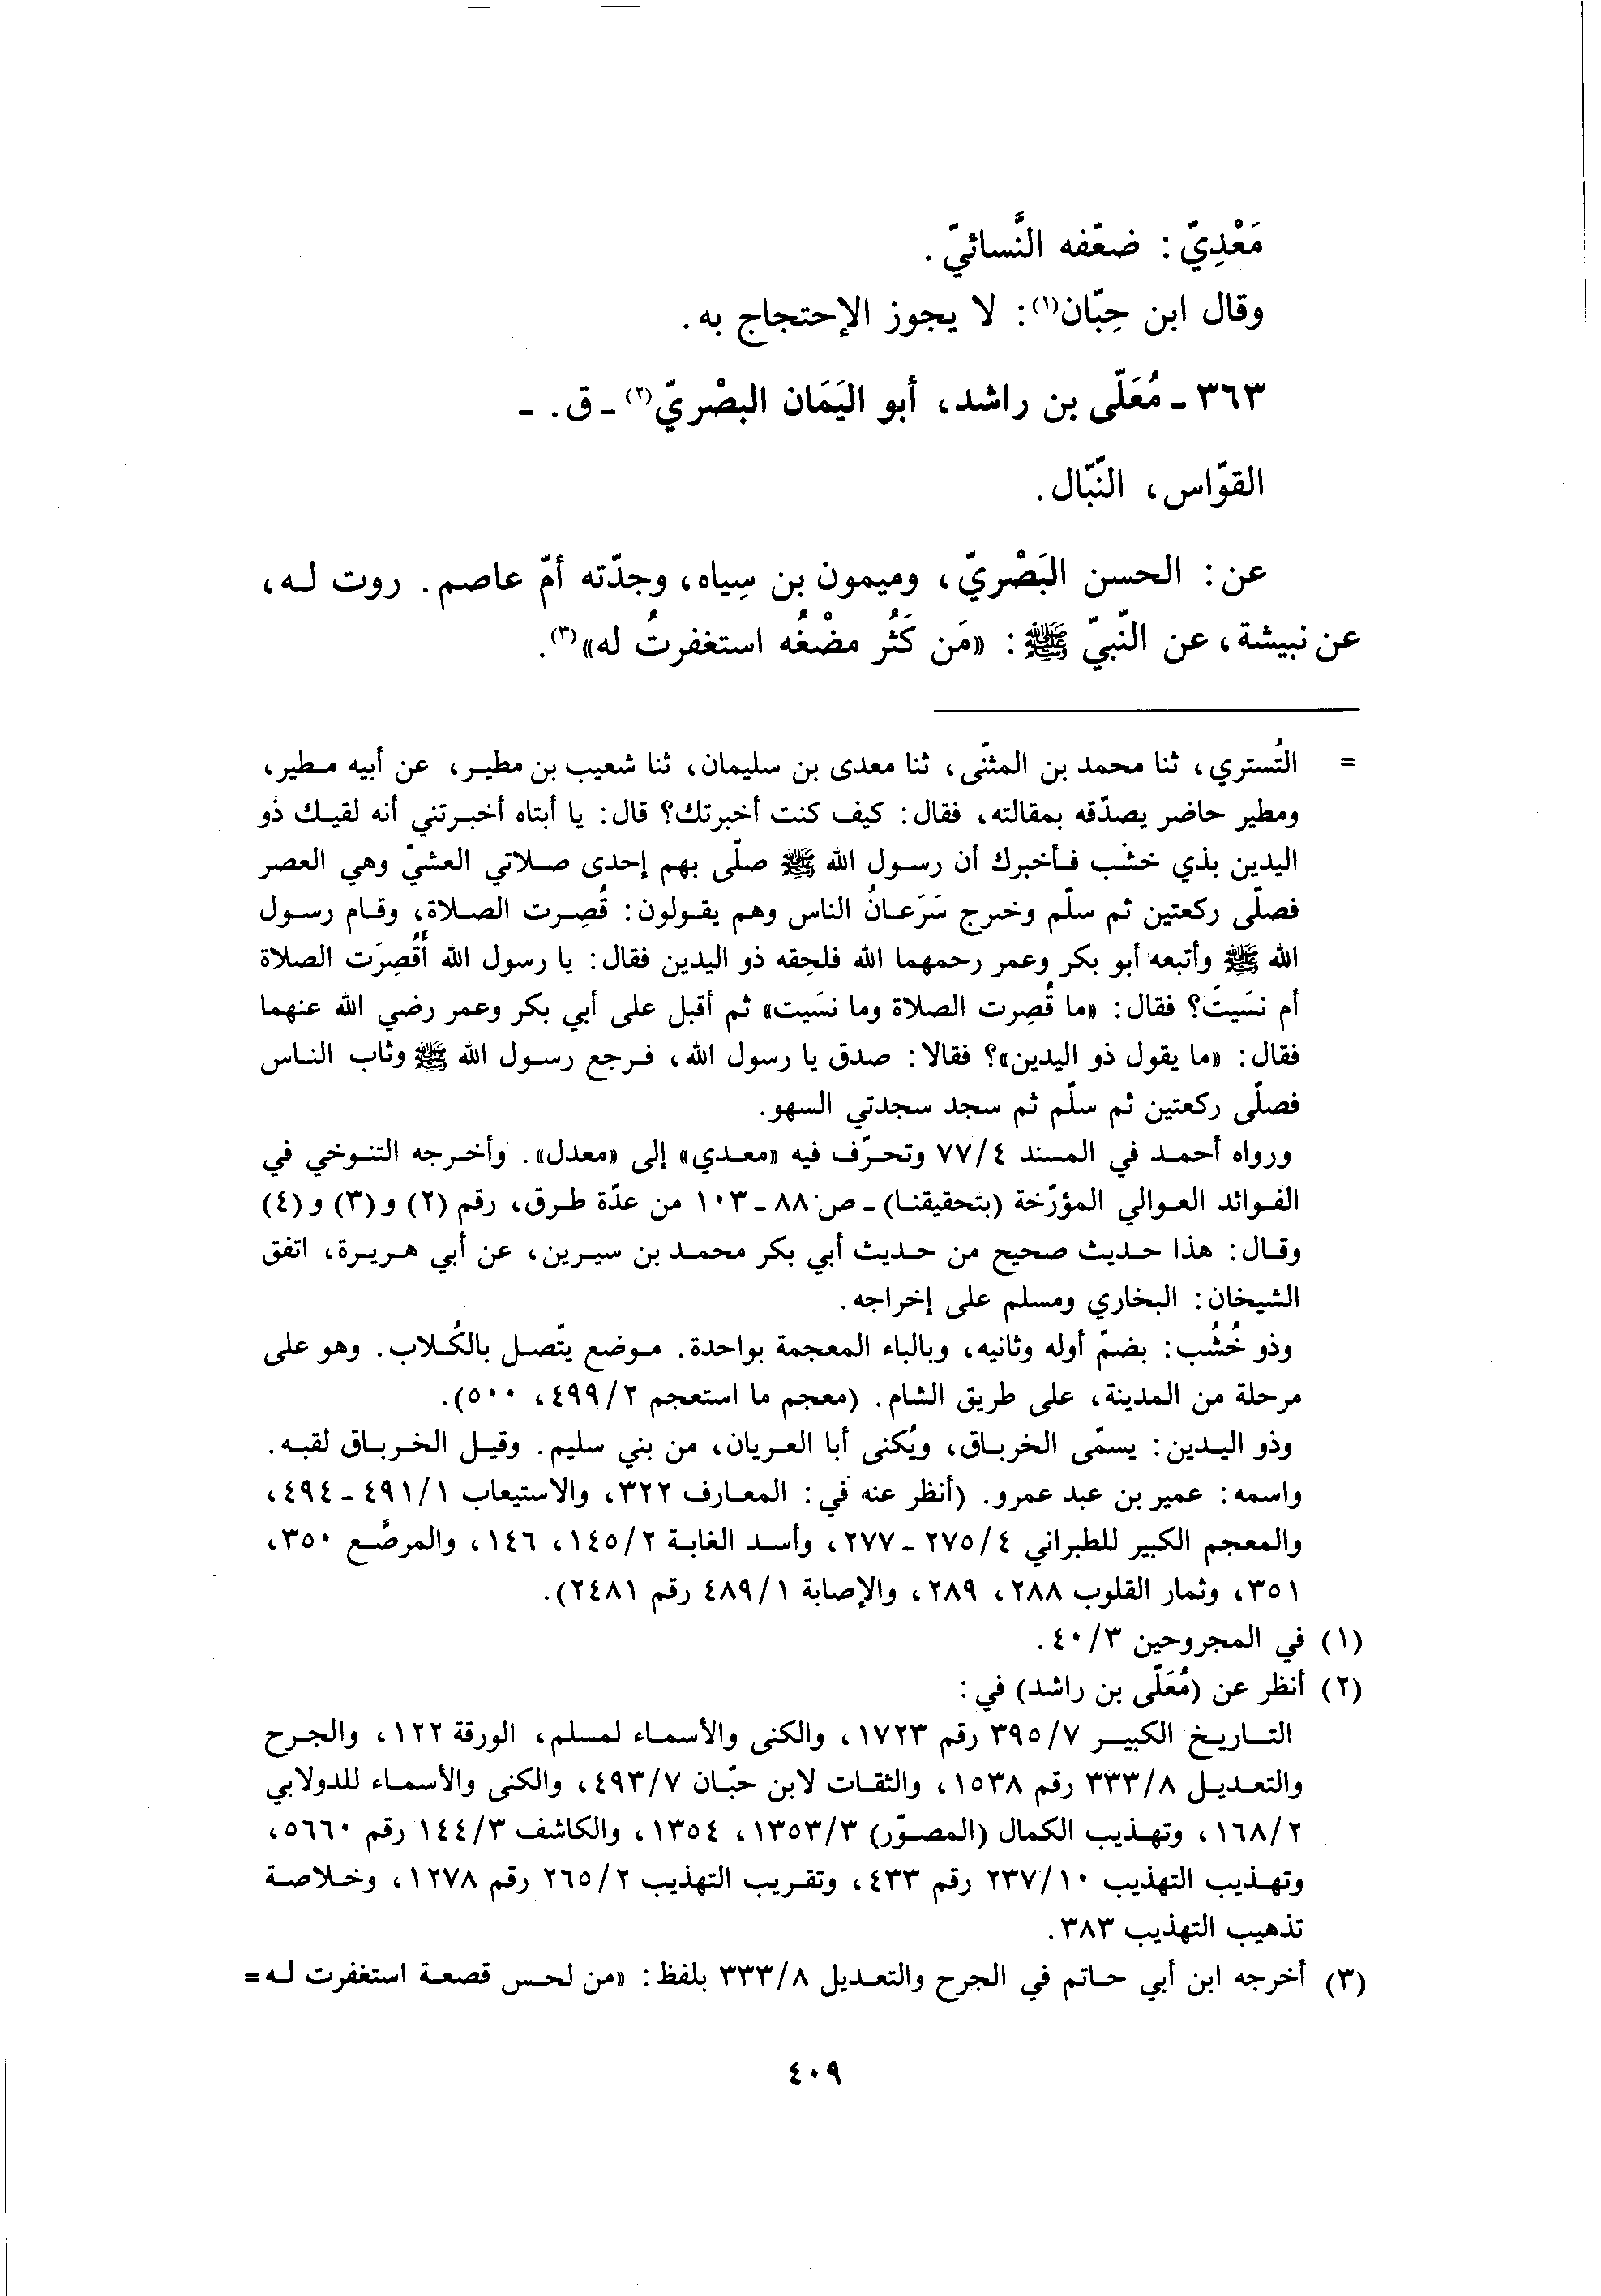 مَعْدِيّ: ضعّفه النَّسائيّ.
وقال ابن حِبّان(١): لا يجوز الإحتجاج به.
٣٦٣ ـ مُعَلّى بن راشد، أبو اليَمَان البصْريّ(٢) ـ ق. ـ
القوّاس، النّبّال.
عن: الحسن البَصْريّ، وميمون بن سِياه، وجدّته أمّ عاصم. روت له،
عن نبيشة، عن النّبيّ ﷺ: «مَن كَثُر مضْغُه استغفرتُ له»(٣).
= التُستري، ثنا محمد بن المثنّى، ثنا معدى بن سليمان، ثنا شعيب بن مطير، عن أبيه مطير،
ومطير حاضر يصدّقه بمقالته، فقال: كيف كنت أخبرتك؟ قال: يا أبتاه أخبرتني أنه لقيك ذو
اليدين بذي خشب فأخبرك أن رسول الله ﷺ صلّى بهم إحدى صلاتي العشيّ وهي العصر
فصلّى ركعتين ثم سلّم وخرج سَرَعانُ الناس وهم يقولون: قُصِرت الصلاة، وقام رسول
الله ﷺ وأتبعه أبو بكر وعمر رحمهما الله فلحِقه ذو اليدين فقال: يا رسول الله أَقُصِرَت الصلاة
أم نسَيتَ؟ فقال: «ما قُصِرت الصلاة وما نسَيت» ثم أقبل على أبي بكر وعمر رضي الله عنهما
فقال: «ما يقول ذو اليدين»؟ فقالا: صدق يا رسول الله، فرجع رسول الله ﷺ وثاب الناس
فصلّى ركعتين ثم سلّم ثم سجد سجدتي السهو.
ورواه أحمد في المسند ٧٧/٤ وتحرّف فيه «معدي» إلى «معدل». وأخرجه التنوخي في
الفوائد العوالي المؤرّخة (بتحقيقنا) ـ ص ٨٨ ـ ١٠٣ من عدّة طرق، رقم (٢) و(٣) و(٤)
وقال: هذا حديث صحيح من حديث أبي بكر محمد بن سيرين، عن أبي هريرة، اتفق
الشيخان: البخاري ومسلم على إخراجه.
وذو خُشُب: بضمّ أوله وثانيه، وبالباء المعجمة بواحدة. موضع يتّصل بالكُلاب. وهو على
مرحلة من المدينة، على طريق الشام. (معجم ما استعجم ٤٩٩/٢، ٥٠٠).
وذو اليدين: يسمّى الخرباق، ويُكنى أبا العريان، من بني سليم. وقيل الخرباق لقبه.
واسمه: عمير بن عبد عمرو. (أنظر عنه في: المعارف ٣٢٢، والاستيعاب ٤٩١/١ ـ ٤٩٤،
والمعجم الكبير للطبراني ٢٧٥/٤ ـ ٢٧٧، وأسد الغابة ١٤٥/٢، ١٤٦، والمرصَّع ٣٥٠،
٣٥١، وثمار القلوب ٢٨٨، ٢٨٩، والإصابة ٤٨٩/١ رقم ٢٤٨١).
(١) في المجروحين ٤٠/٣.
(٢) أنظر عن (مُعَلّى بن راشد) في:
التاريخ الكبير ٣٩٥/٧ رقم ١٧٢٣، والكنى والأسماء لمسلم، الورقة ١٢٢، والجرح
والتعديل ٣٣٣/٨ رقم ١٥٣٨، والثقات لابن حبّان ٤٩٣/٧، والكنى والأسماء للدولابي
١٦٨/٢، وتهذيب الكمال (المصوّر) ١٣٥٣/٣، ١٣٥٤، والكاشف ١٤٤/٣ رقم ٥٦٦٠،
وتهذيب التهذيب ٢٣٧/١٠ رقم ٤٣٣، وتقريب التهذيب ٢٦٥/٢ رقم ١٢٧٨، وخلاصة
تذهيب التهذيب ٣٨٣.
(٣) أخرجه ابن أبي حاتم في الجرح والتعديل ٣٣٣/٨ بلفظ: «من لحس قصعة استغفرت له=
٤٠٩